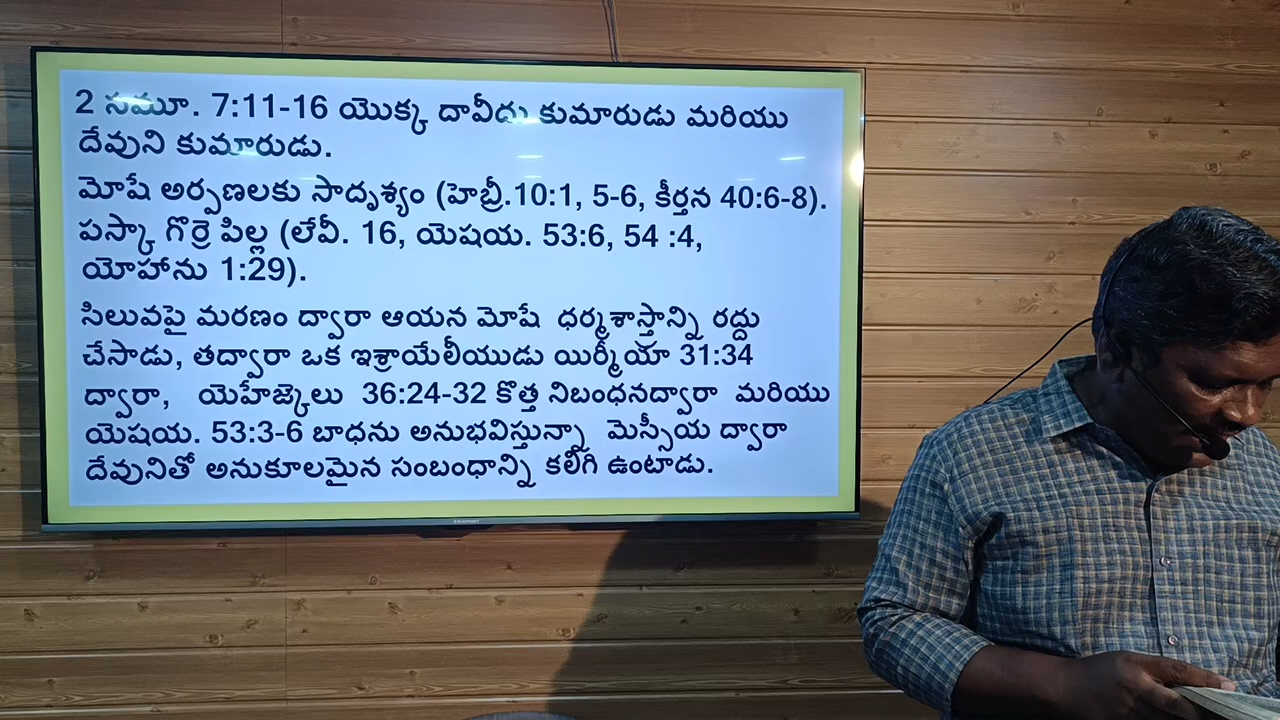 2 సమూ. 7:11-16 యొక్క దావీదు కుమారుడు మరియు
దేవుని కుమారుడు.
మోషే అర్పణలకు సాదృశ్యం (హెబ్రీ.10:1, 5-6, కీర్తన 40:6-8).
పస్కా గొర్రె పిల్ల (లేవీ. 16, యెషయ. 53:6, 54 :4,
యోహాను 1:29).
సిలువపై మరణం ద్వారా ఆయన మోషే ధర్మశాస్త్రాన్ని రద్దు
చేసాడు, తద్వారా ఒక ఇశ్రాయేలీయుడు యిర్మీయా 31:34
ద్వారా, యెహేజ్కెలు 36:24-32 కొత్త నిబంధనద్వారా మరియు
యెషయ. 53:3-6 బాధను అనుభవిస్తున్నా మెస్సీయ ద్వారా
దేవునితో అనుకూలమైన సంబంధాన్ని కలిగి ఉంటాడు.